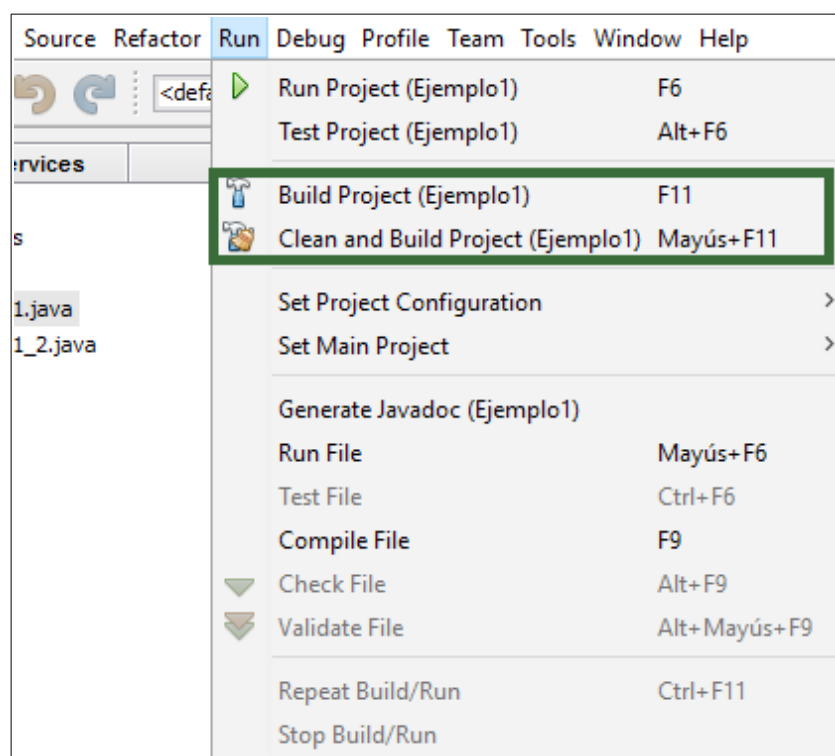 Source Refactor Run Debug Profile Team Tools Window Help
<defa
Run Project (Ejemplo1) F6
Test Project (Ejemplo1) Alt+F6
ervices
Build Project (Ejemplo1) F11
s
Clean and Build Project (Ejemplo1) Mayús+F11
Set Project Configuration
1.java
Set Main Project
1_2.java
Generate Javadoc (Ejemplo1)
Run File Mayús+F6
Test File Ctrl+F6
Compile File F9
Check File Alt+F9
Validate File Alt+Mayús+F9
Repeat Build/Run Ctrl+F11
Stop Build/Run